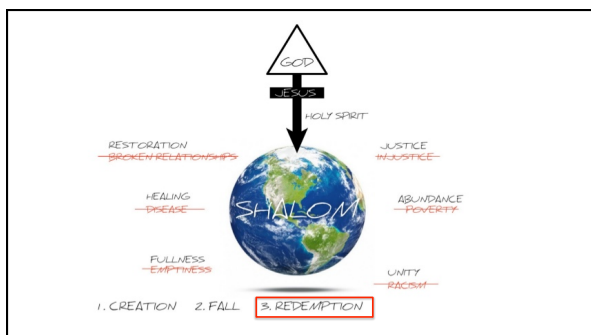 GOD
JESUS
HOLY SPIRIT
RESTORATION
BROKEN RELATIONSHIPS
JUSTICE
INJUSTICE
HEALING
DISEASE
SHALOM
ABUNDANCE
POVERTY
FULLNESS
EMPTINESS
UNITY
RACISM
1. CREATION 2. FALL 3. REDEMPTION